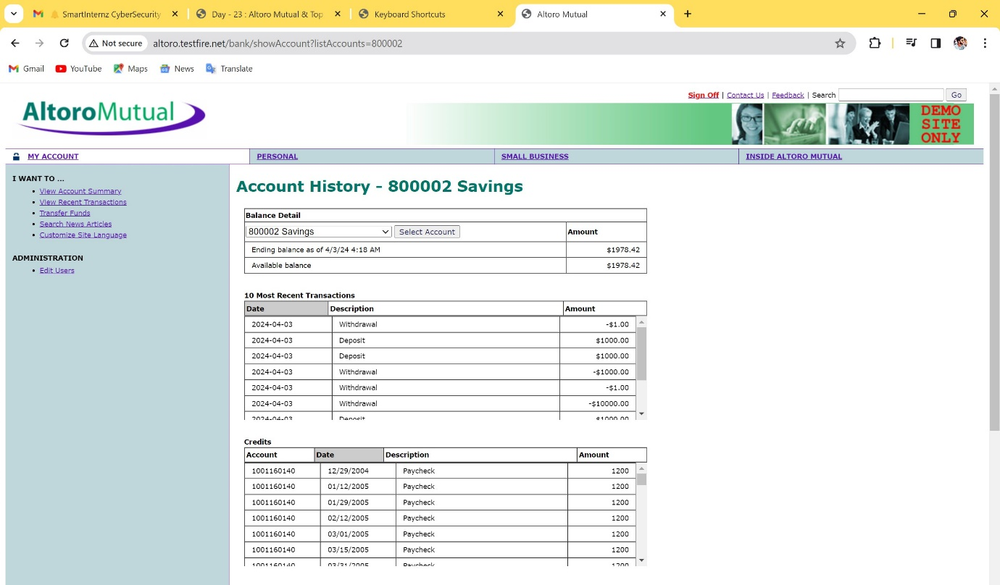 SmartInternz CyberSecurity
Day - 23 : Altoro Mutual & Top
Keyboard Shortcuts
Altoro Mutual
Not secure
altoro.testfire.net/bank/showAccount?listAccounts=800002
Gmail YouTube Maps News Translate
Sign Off | Contact Us | Feedback | Search Go
AltoroMutual
DEMO
SITE
ONLY
MY ACCOUNT PERSONAL SMALL BUSINESS INSIDE ALTORO MUTUAL
I WANT TO ...
View Account Summary
View Recent Transactions
Transfer Funds
Search News Articles
Customize Site Language
ADMINISTRATION
Edit Users
Account History - 800002 Savings
Balance Detail
800002 Savings Select Account Amount
Ending balance as of 4/3/24 4:18 AM $1978.42
Available balance $1978.42
10 Most Recent Transactions
Date Description Amount
2024-04-03 Withdrawal -$1.00
2024-04-03 Deposit $1000.00
2024-04-03 Deposit $1000.00
2024-04-03 Withdrawal -$1000.00
2024-04-03 Withdrawal -$1.00
2024-04-03 Withdrawal -$10000.00
2024-04-03 Deposit $1000.00
Credits
Account Date Description Amount
1001160140 12/29/2004 Paycheck 1200
1001160140 01/12/2005 Paycheck 1200
1001160140 01/29/2005 Paycheck 1200
1001160140 02/12/2005 Paycheck 1200
1001160140 03/01/2005 Paycheck 1200
1001160140 03/15/2005 Paycheck 1200
1001160140 03/31/2005 Paycheck 1200